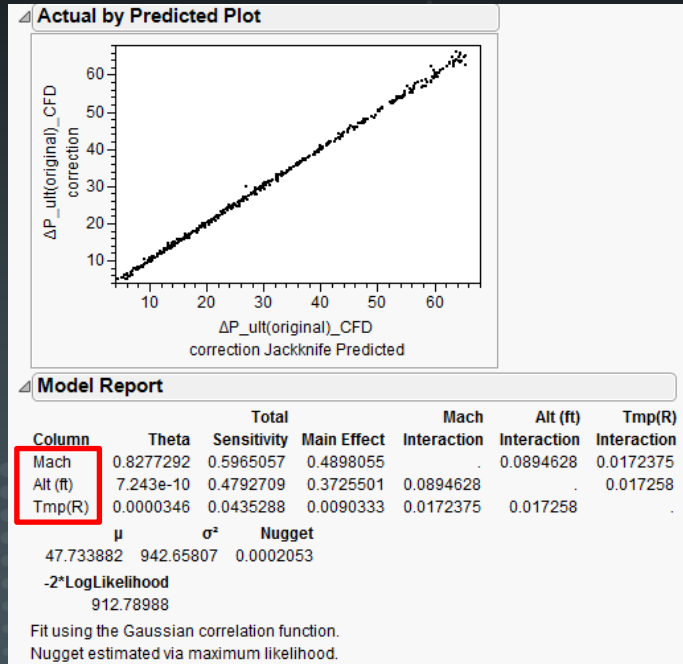 Actual by Predicted Plot
ΔP_ult(original)_CFD
correction
60
50
40
30
20
10
10 20 30 40 50 60
ΔP_ult(original)_CFD
correction Jackknife Predicted
Model Report
Total Mach Alt (ft) Tmp(R)
Column Theta Sensitivity Main Effect Interaction Interaction Interaction
Mach 0.8277292 0.5965057 0.4898055 . 0.0894628 0.0172375
Alt (ft) 7.243e-10 0.4792709 0.3725501 0.0894628 . 0.017258
Tmp(R) 0.0000346 0.0435288 0.0090333 0.0172375 0.017258 .
μ σ² Nugget
47.733882 942.65807 0.0002053
-2*LogLikelihood
912.78988
Fit using the Gaussian correlation function.
Nugget estimated via maximum likelihood.